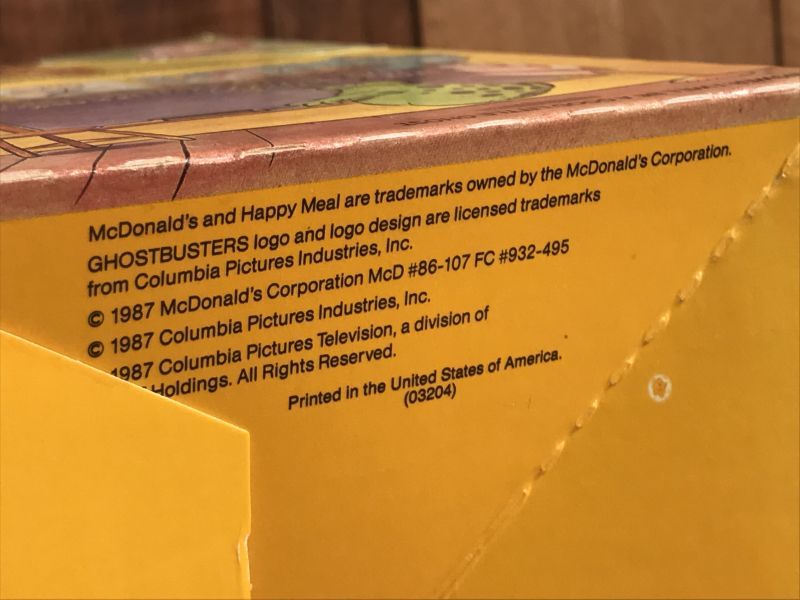 McDonald's and Happy Meal are trademarks owned by the McDonald's Corporation.
GHOSTBUSTERS logo and logo design are licensed trademarks
from Columbia Pictures Industries, Inc.
© 1987 McDonald's Corporation McD #86-107 FC #932-495
© 1987 Columbia Pictures Industries, Inc.
1987 Columbia Pictures Television, a division of
Holdings. All Rights Reserved.
Printed in the United States of America.
(03204)